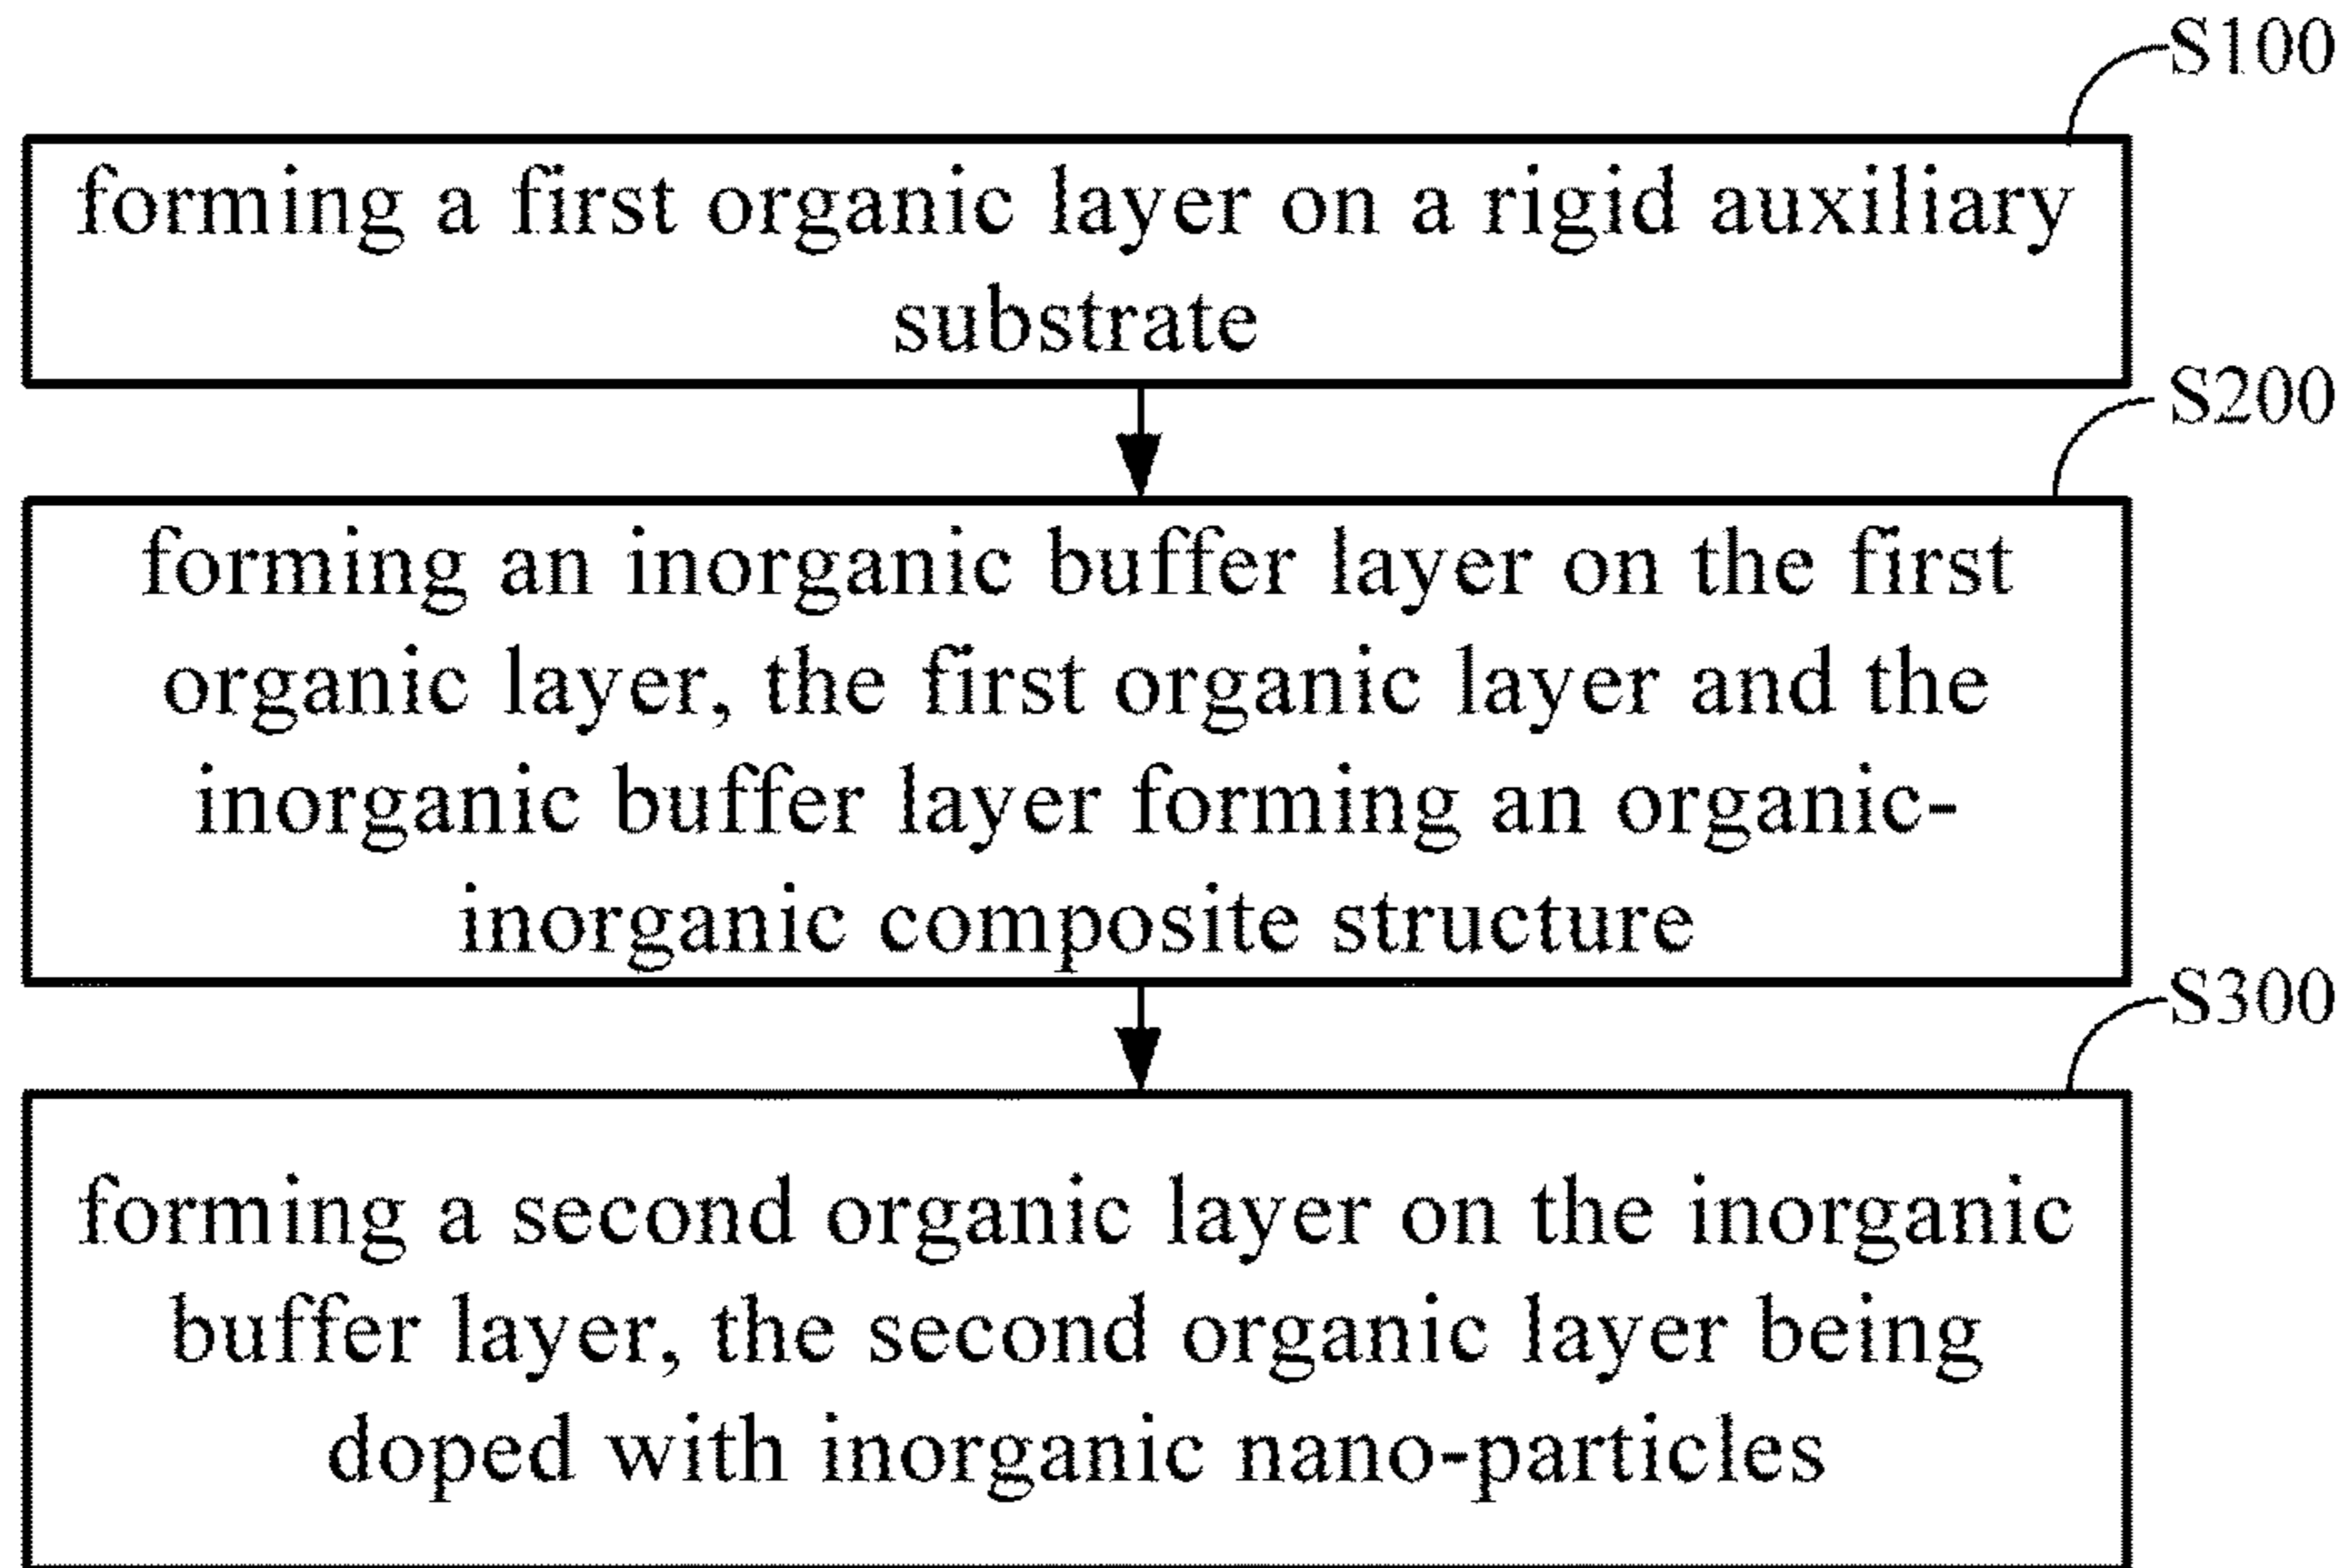 S100
forming a first organic layer on a rigid auxiliary
substrate
S200
forming an inorganic buffer layer on the first
organic layer, the first organic layer and the
inorganic buffer layer forming an organic-
inorganic composite structure
S300
forming a second organic layer on the inorganic
buffer layer, the second organic layer being
doped with inorganic nano-particles